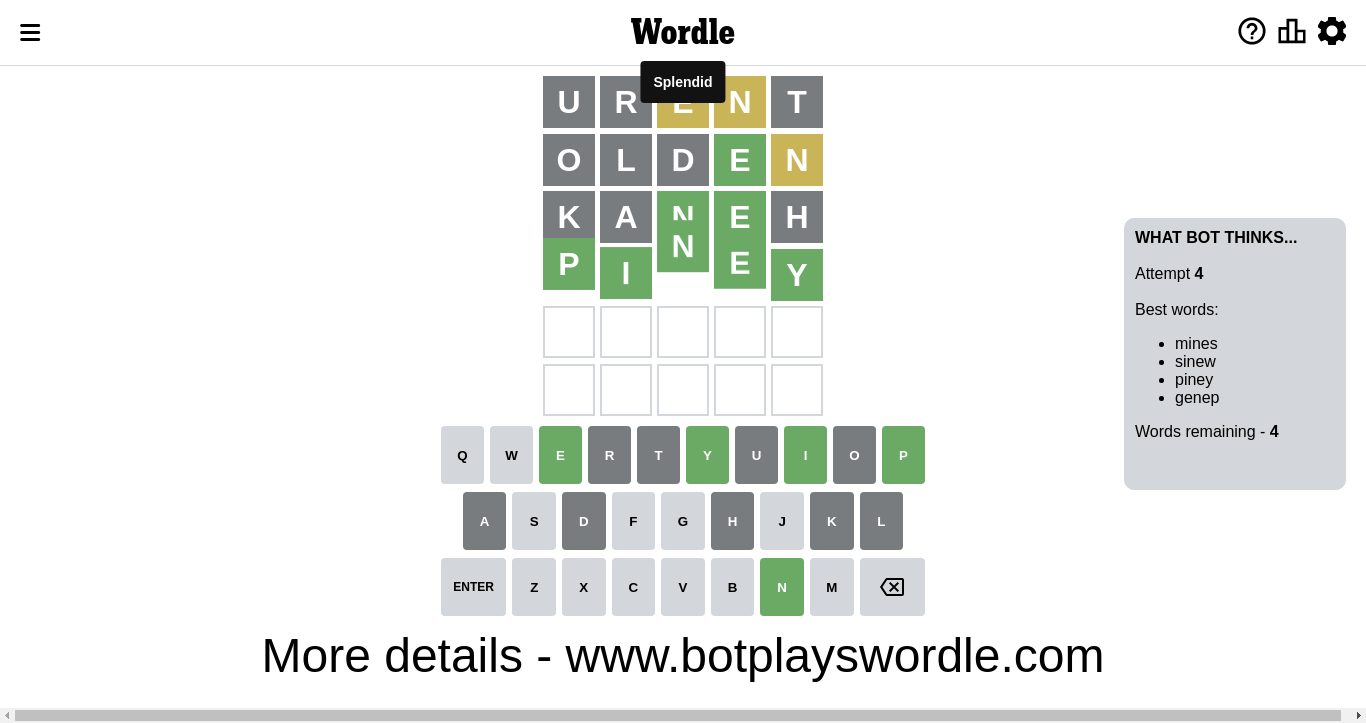 Wordle
Splendid
U R E N T
O L D E N
K A N E H
P I N E Y
WHAT BOT THINKS...
Attempt 4
Best words:
mines
sinew
piney
genep
Words remaining - 4
Q W E R T Y U I O P
A S D F G H J K L
ENTER Z X C V B N M
More details - www.botplayswordle.com